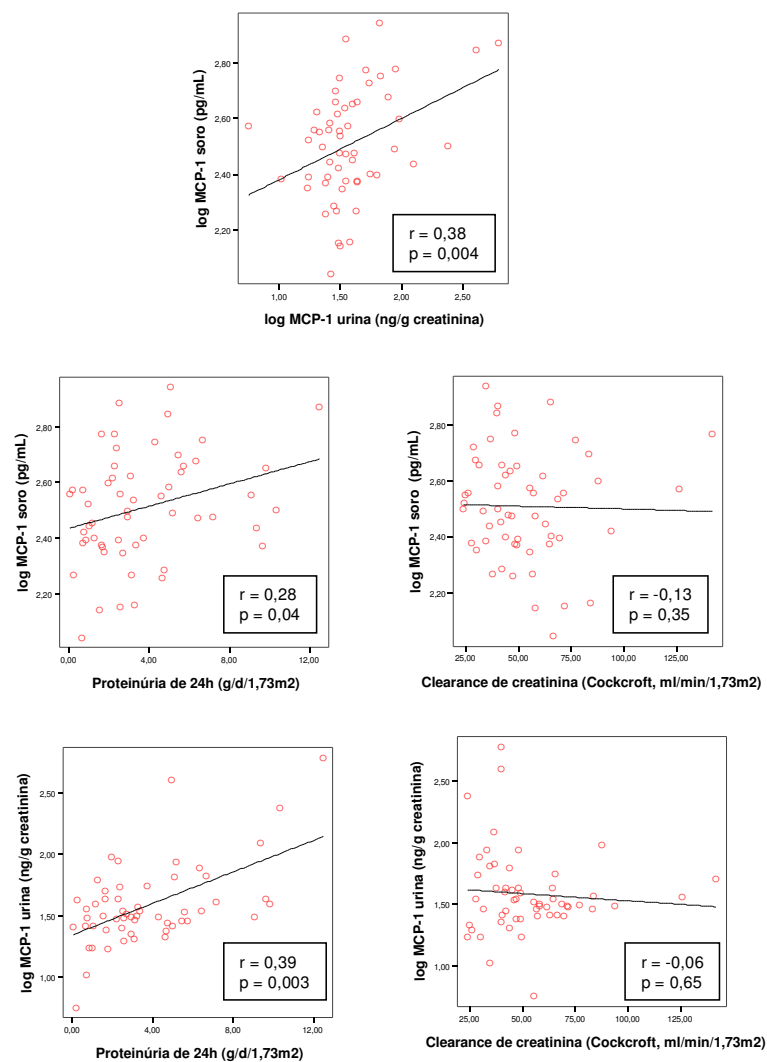 log MCP-1 soro (pg/mL)
2,80
2,60
2,40
2,20
r = 0,38
p = 0,004
1,00 1,50 2,00 2,50
log MCP-1 urina (ng/g creatinina)
log MCP-1 soro (pg/mL)
2,80
2,60
2,40
2,20
r = 0,28
p = 0,04
0,00 4,00 8,00 12,00
Proteinúria de 24h (g/d/1,73m2)
log MCP-1 soro (pg/mL)
2,80
2,60
2,40
2,20
r = -0,13
p = 0,35
25,00 50,00 75,00 100,00 125,00
Clearance de creatinina (Cockcroft, ml/min/1,73m2)
log MCP-1 urina (ng/g creatinina)
2,50
2,00
1,50
1,00
r = 0,39
p = 0,003
0,00 4,00 8,00 12,00
Proteinúria de 24h (g/d/1,73m2)
log MCP-1 urina (ng/g creatinina)
2,50
2,00
1,50
1,00
r = -0,06
p = 0,65
25,00 50,00 75,00 100,00 125,00
Clearance de creatinina (Cockcroft, ml/min/1,73m2)